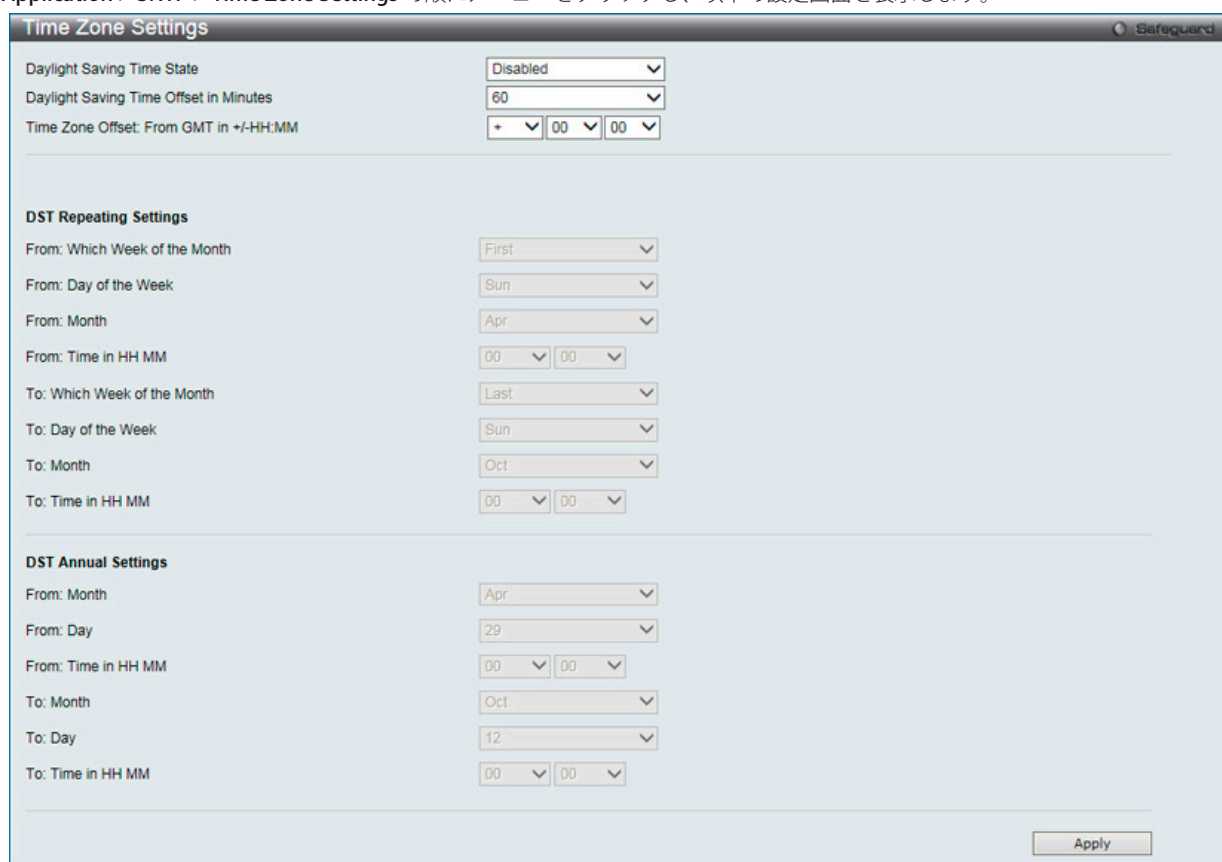 Time Zone Settings
Safeguard
Daylight Saving Time State Disabled
Daylight Saving Time Offset in Minutes 60
Time Zone Offset: From GMT in +/-HH:MM + 00 00
DST Repeating Settings
From: Which Week of the Month First
From: Day of the Week Sun
From: Month Apr
From: Time in HH MM 00 00
To: Which Week of the Month Last
To: Day of the Week Sun
To: Month Oct
To: Time in HH MM 00 00
DST Annual Settings
From: Month Apr
From: Day 29
From: Time in HH MM 00 00
To: Month Oct
To: Day 12
To: Time in HH MM 00 00
Apply